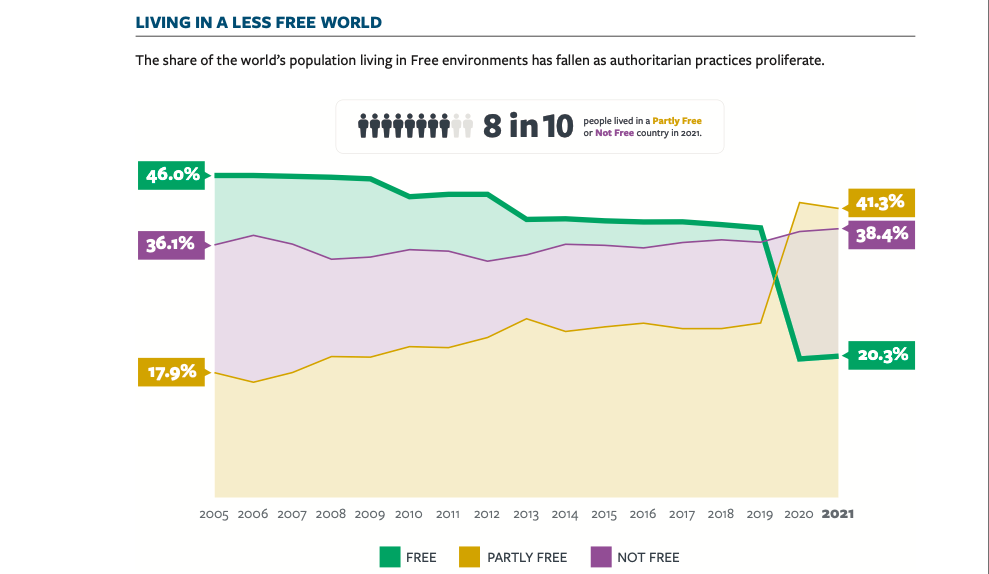 LIVING IN A LESS FREE WORLD
The share of the world's population living in Free environments has fallen as authoritarian practices proliferate.
8 in 10
people lived in a Partly Free
or Not Free country in 2021.
46.0%
36.1%
17.9%
41.3%
38.4%
20.3%
2005 2006 2007 2008 2009 2010 2011 2012 2013 2014 2015 2016 2017 2018 2019 2020 2021
FREE PARTLY FREE NOT FREE